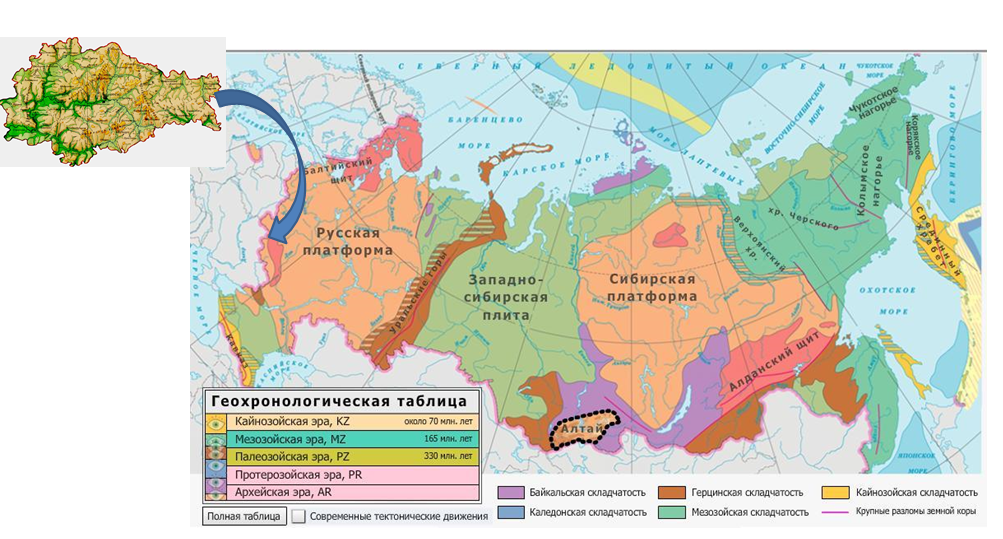 СЕВЕРНЫЙ ЛЕДОВИТЫЙ ОКЕАН
ЧУКОТСКОЕ
МОРЕ
БАРЕНЦЕВО
МОРЕ
КАРСКОЕ МОРЕ
МОРЕ ЛАПТЕВЫХ
ВОСТОЧНОСИБИРСКОЕ
МОРЕ
БЕРИНГОВО МОРЕ
Чукотское
нагорье
Корякское
нагорье
Колымское
нагорье
хр. Черского
Верхоянский
хр.
Срединный
хребет
Балтийский
щит
Русская
платформа
Уральские горы
Западно-
сибирская
плита
Сибирская
платформа
Алданский щит
ОХОТСКОЕ
МОРЕ
Кавказ
Алтай
ЯПОНСКОЕ
МОРЕ
Геохронологическая таблица
Кайнозойская эра, KZ около 70 млн. лет
Мезозойская эра, MZ 165 млн. лет
Палеозойская эра, PZ 330 млн. лет
Протерозойская эра, PR
Архейская эра, AR
Полная таблица Современные тектонические движения
Байкальская складчатость Герцинская складчатость Кайнозойская складчатость
Каледонская складчатость Мезозойская складчатость Крупные разломы земной коры